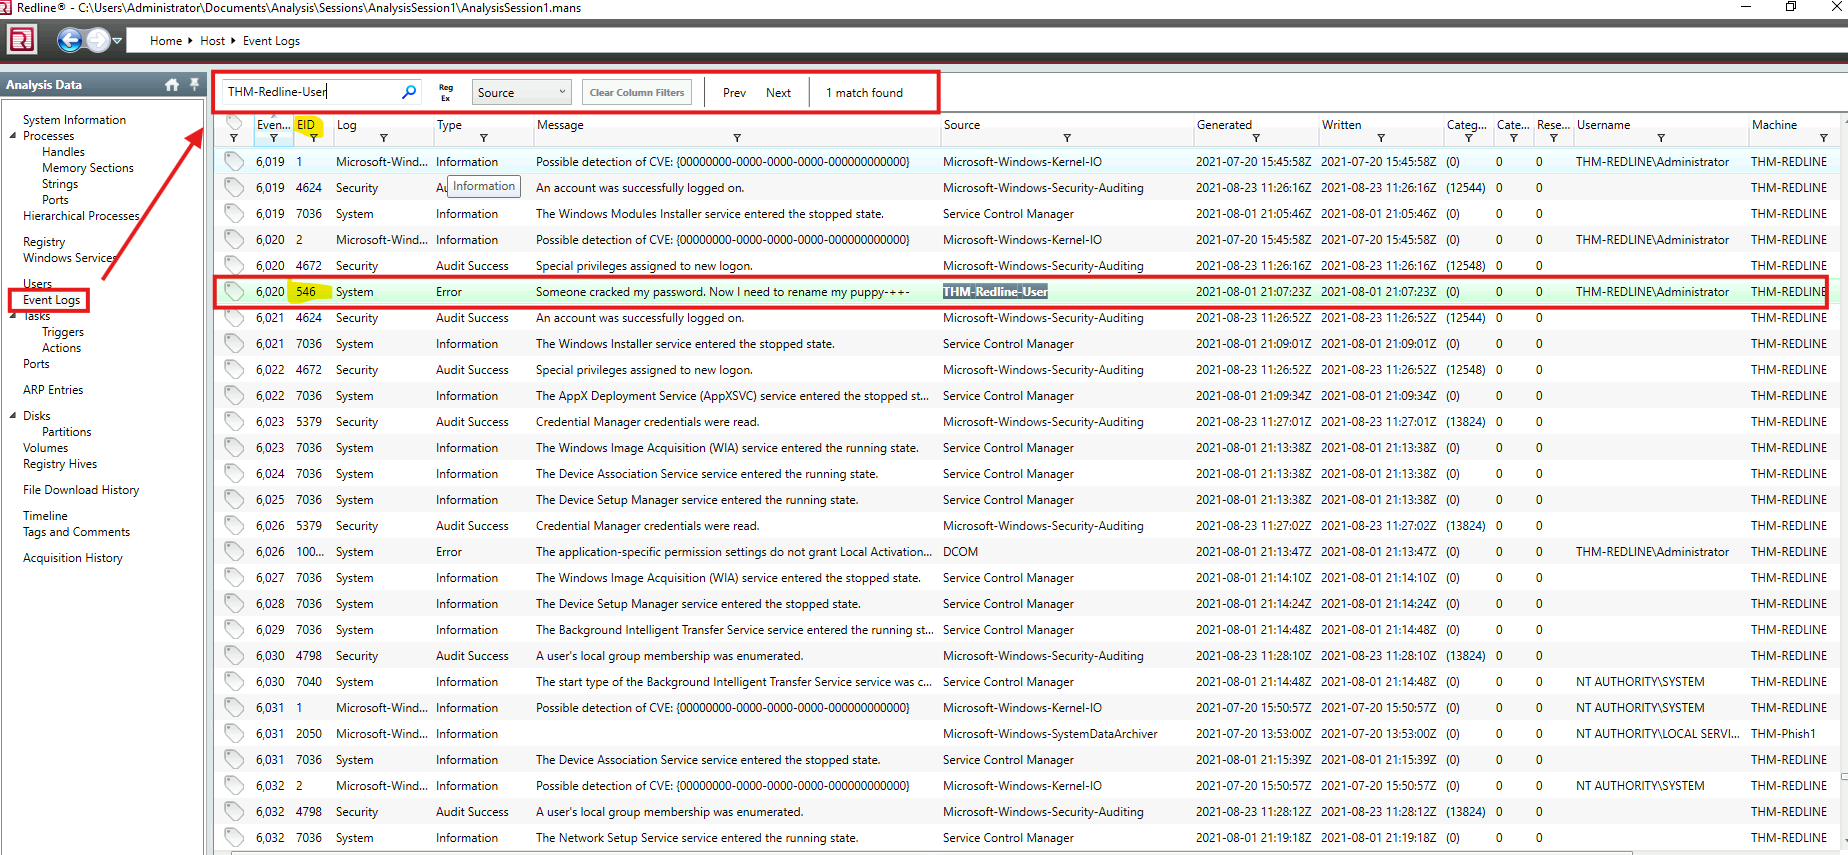 Redline® - C:\Users\Administrator\Documents\Analysis\Sessions\AnalysisSession1\AnalysisSession1.mans
Home ▸ Host ▸ Event Logs
Analysis Data
System Information
Processes
Handles
Memory Sections
Strings
Ports
Hierarchical Processes
Registry
Windows Services
Users
Event Logs
Tasks
Triggers
Actions
Ports
ARP Entries
Disks
Partitions
Volumes
Registry Hives
File Download History
Timeline
Tags and Comments
Acquisition History
THM-Redline-User Reg Ex Source Clear Column Filters Prev Next 1 match found
Even... EID Log Type Message Source Generated Written Categ... Cate... Rese... Username Machine
6,019 1 Microsoft-Wind... Information Possible detection of CVE: {00000000-0000-0000-0000-000000000000} Microsoft-Windows-Kernel-IO 2021-07-20 15:45:58Z 2021-07-20 15:45:58Z (0) 0 0 THM-REDLINE\Administrator THM-REDLINE
6,019 4624 Security Au An account was successfully logged on. Microsoft-Windows-Security-Auditing 2021-08-23 11:26:16Z 2021-08-23 11:26:16Z (12544) 0 0 THM-REDLINE
Information
6,019 7036 System Information The Windows Modules Installer service entered the stopped state. Service Control Manager 2021-08-01 21:05:46Z 2021-08-01 21:05:46Z (0) 0 0 THM-REDLINE
6,020 2 Microsoft-Wind... Information Possible detection of CVE: {00000000-0000-0000-0000-000000000000} Microsoft-Windows-Kernel-IO 2021-07-20 15:45:58Z 2021-07-20 15:45:58Z (0) 0 0 THM-REDLINE\Administrator THM-REDLINE
6,020 4672 Security Audit Success Special privileges assigned to new logon. Microsoft-Windows-Security-Auditing 2021-08-23 11:26:16Z 2021-08-23 11:26:16Z (12548) 0 0 THM-REDLINE
6,020 546 System Error Someone cracked my password. Now I need to rename my puppy-++- THM-Redline-User 2021-08-01 21:07:23Z 2021-08-01 21:07:23Z (0) 0 0 THM-REDLINE\Administrator THM-REDLINE
6,021 4624 Security Audit Success An account was successfully logged on. Microsoft-Windows-Security-Auditing 2021-08-23 11:26:52Z 2021-08-23 11:26:52Z (12544) 0 0 THM-REDLINE
6,021 7036 System Information The Windows Installer service entered the stopped state. Service Control Manager 2021-08-01 21:09:01Z 2021-08-01 21:09:01Z (0) 0 0 THM-REDLINE
6,022 4672 Security Audit Success Special privileges assigned to new logon. Microsoft-Windows-Security-Auditing 2021-08-23 11:26:52Z 2021-08-23 11:26:52Z (12548) 0 0 THM-REDLINE
6,022 7036 System Information The AppX Deployment Service (AppXSVC) service entered the stopped st... Service Control Manager 2021-08-01 21:09:34Z 2021-08-01 21:09:34Z (0) 0 0 THM-REDLINE
6,023 5379 Security Audit Success Credential Manager credentials were read. Microsoft-Windows-Security-Auditing 2021-08-23 11:27:01Z 2021-08-23 11:27:01Z (13824) 0 0 THM-REDLINE
6,023 7036 System Information The Windows Image Acquisition (WIA) service entered the running state. Service Control Manager 2021-08-01 21:13:38Z 2021-08-01 21:13:38Z (0) 0 0 THM-REDLINE
6,024 7036 System Information The Device Association Service service entered the running state. Service Control Manager 2021-08-01 21:13:38Z 2021-08-01 21:13:38Z (0) 0 0 THM-REDLINE
6,025 7036 System Information The Device Setup Manager service entered the running state. Service Control Manager 2021-08-01 21:13:38Z 2021-08-01 21:13:38Z (0) 0 0 THM-REDLINE
6,026 5379 Security Audit Success Credential Manager credentials were read. Microsoft-Windows-Security-Auditing 2021-08-23 11:27:02Z 2021-08-23 11:27:02Z (13824) 0 0 THM-REDLINE
6,026 100... System Error The application-specific permission settings do not grant Local Activation... DCOM 2021-08-01 21:13:47Z 2021-08-01 21:13:47Z (0) 0 0 THM-REDLINE\Administrator THM-REDLINE
6,027 7036 System Information The Windows Image Acquisition (WIA) service entered the stopped state. Service Control Manager 2021-08-01 21:14:10Z 2021-08-01 21:14:10Z (0) 0 0 THM-REDLINE
6,028 7036 System Information The Device Setup Manager service entered the stopped state. Service Control Manager 2021-08-01 21:14:24Z 2021-08-01 21:14:24Z (0) 0 0 THM-REDLINE
6,029 7036 System Information The Background Intelligent Transfer Service service entered the running st... Service Control Manager 2021-08-01 21:14:48Z 2021-08-01 21:14:48Z (0) 0 0 THM-REDLINE
6,030 4798 Security Audit Success A user's local group membership was enumerated. Microsoft-Windows-Security-Auditing 2021-08-23 11:28:10Z 2021-08-23 11:28:10Z (13824) 0 0 THM-REDLINE
6,030 7040 System Information The start type of the Background Intelligent Transfer Service service was c... Service Control Manager 2021-08-01 21:14:48Z 2021-08-01 21:14:48Z (0) 0 0 NT AUTHORITY\SYSTEM THM-REDLINE
6,031 1 Microsoft-Wind... Information Possible detection of CVE: {00000000-0000-0000-0000-000000000000} Microsoft-Windows-Kernel-IO 2021-07-20 15:50:57Z 2021-07-20 15:50:57Z (0) 0 0 NT AUTHORITY\SYSTEM THM-REDLINE
6,031 2050 Microsoft-Wind... Information Microsoft-Windows-SystemDataArchiver 2021-07-20 13:53:00Z 2021-07-20 13:53:00Z (0) 0 0 NT AUTHORITY\LOCAL SERVI... THM-Phish1
6,031 7036 System Information The Device Association Service service entered the stopped state. Service Control Manager 2021-08-01 21:15:39Z 2021-08-01 21:15:39Z (0) 0 0 THM-REDLINE
6,032 2 Microsoft-Wind... Information Possible detection of CVE: {00000000-0000-0000-0000-000000000000} Microsoft-Windows-Kernel-IO 2021-07-20 15:50:57Z 2021-07-20 15:50:57Z (0) 0 0 NT AUTHORITY\SYSTEM THM-REDLINE
6,032 4798 Security Audit Success A user's local group membership was enumerated. Microsoft-Windows-Security-Auditing 2021-08-23 11:28:12Z 2021-08-23 11:28:12Z (13824) 0 0 THM-REDLINE
6,032 7036 System Information The Network Setup Service service entered the running state. Service Control Manager 2021-08-01 21:19:18Z 2021-08-01 21:19:18Z (0) 0 0 THM-REDLINE